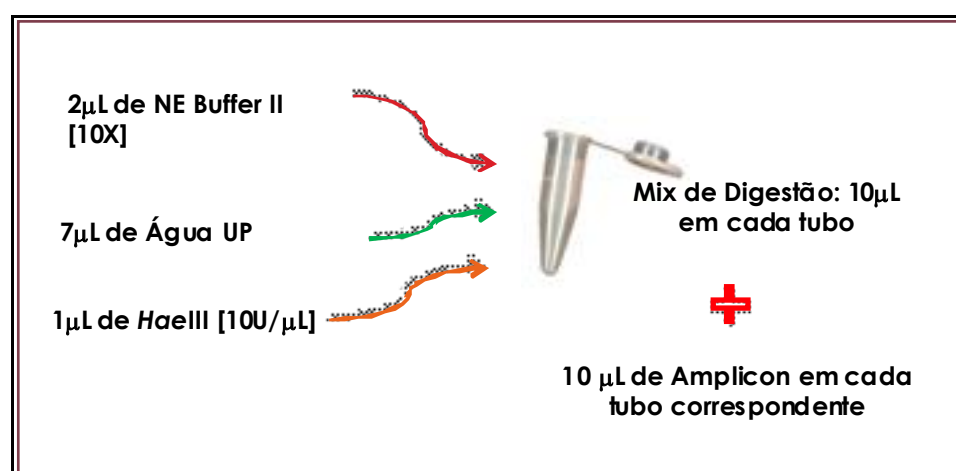 2μL de NE Buffer II
[10X]
7μL de Água UP
1μL de HaeIII [10U/μL]
Mix de Digestão: 10μL
em cada tubo
10 μL de Amplicon em cada
tubo correspondente